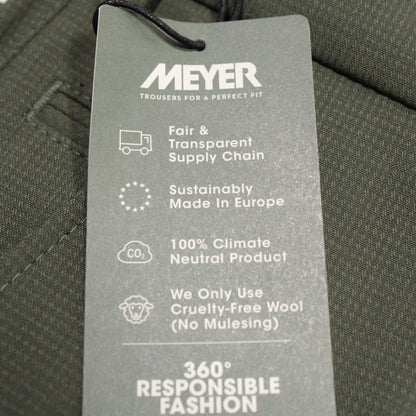 MEYER
TROUSERS FOR A PERFECT FIT
Fair &
Transparent
Supply Chain
Sustainably
Made In Europe
CO2
100% Climate
Neutral Product
We Only Use
Cruelty-Free Wool
(No Mulesing)
360°
RESPONSIBLE
FASHION